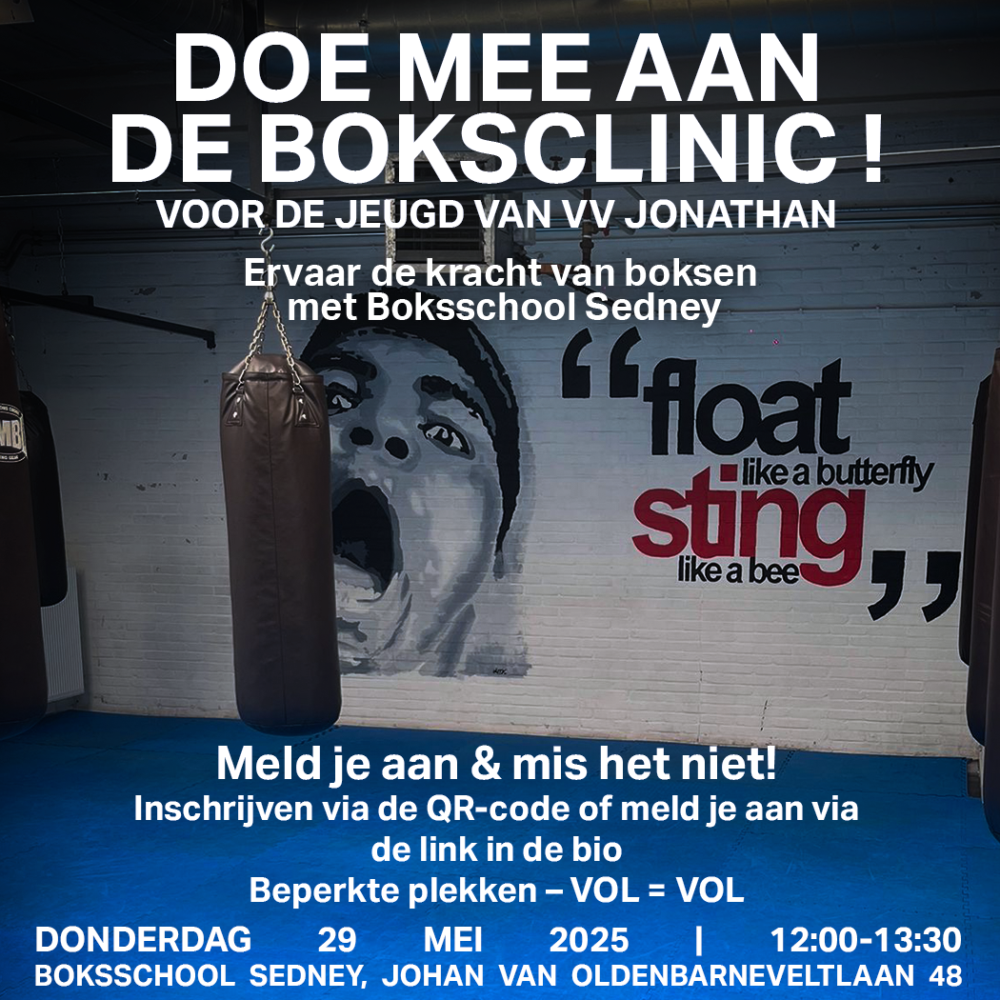 DOE MEE AAN
DE BOKSCLINIC !
VOOR DE JEUGD VAN VV JONATHAN
Ervaar de kracht van boksen
met Boksschool Sedney
“float
like a butterfly
sting
like a bee”
MB
Meld je aan & mis het niet!
Inschrijven via de QR-code of meld je aan via
de link in de bio
Beperkte plekken – VOL = VOL
DONDERDAG 29 MEI 2025 | 12:00-13:30
BOKSSCHOOL SEDNEY, JOHAN VAN OLDENBARNEVELTLAAN 48